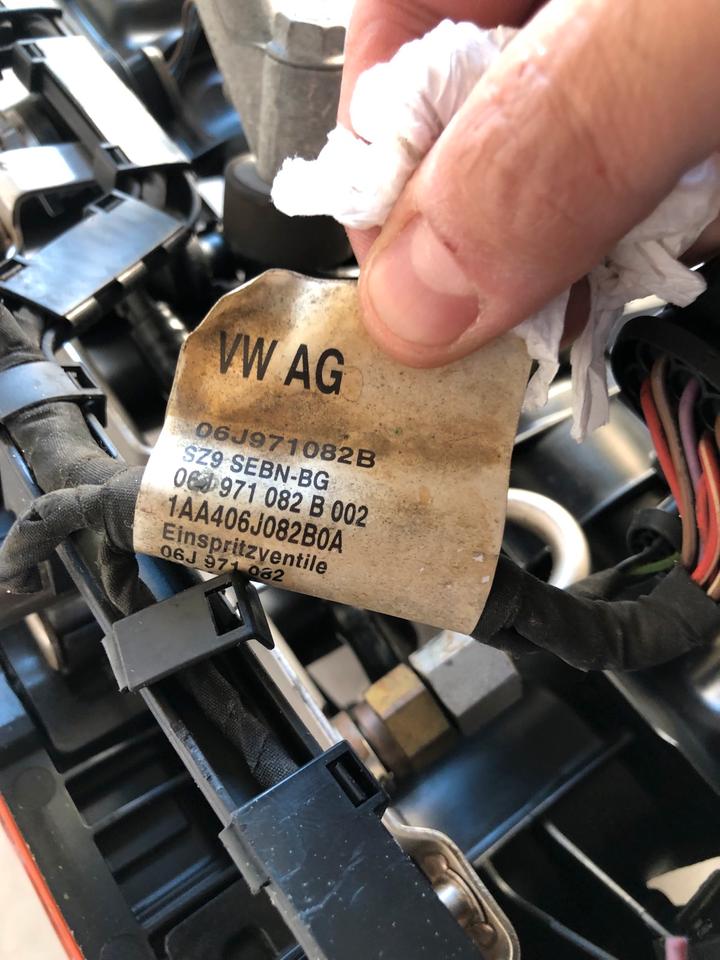 VW AG
06J971082B
SZ9 SEBN-BG
06J 971 082 B 002
1AA406J082B0A
Einspritzventile
06J 971 082